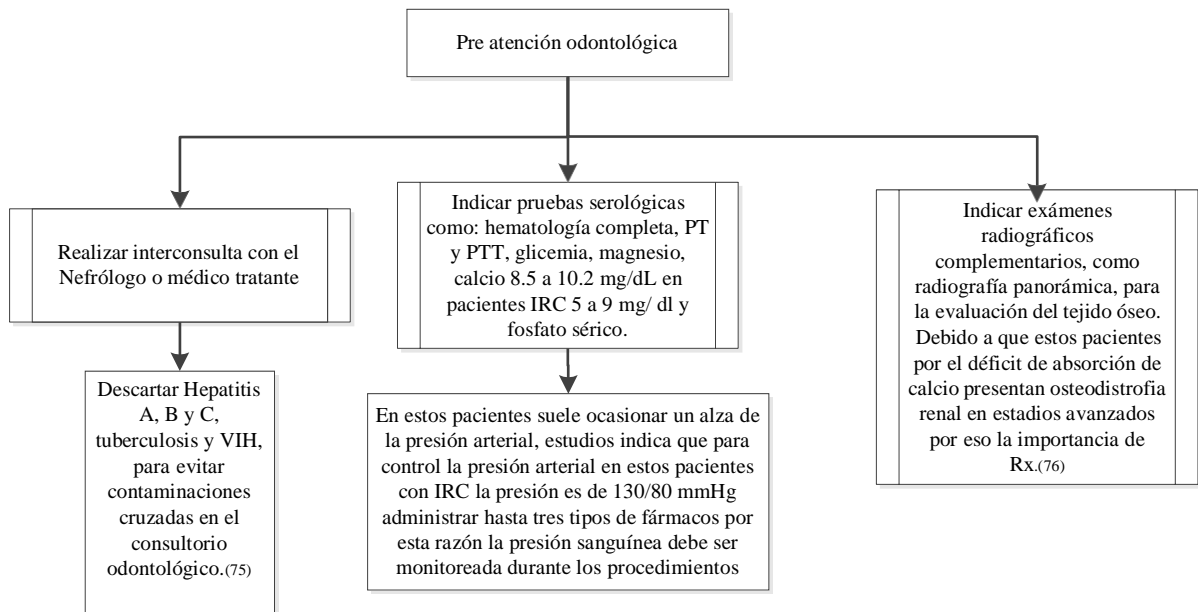 Pre atención odontológica
Realizar interconsulta con el
Nefrólogo o médico tratante
Indicar pruebas serológicas
como: hematología completa, PT
y PTT, glicemia, magnesio,
calcio 8.5 a 10.2 mg/dL en
pacientes IRC 5 a 9 mg/ dl y
fosfato sérico.
Indicar exámenes
radiográficos
complementarios, como
radiografía panorámica, para
la evaluación del tejido óseo.
Debido a que estos pacientes
por el déficit de absorción de
calcio presentan osteodistrofia
renal en estadios avanzados
por eso la importancia de
Rx.(76)
Descartar Hepatitis
A, B y C,
tuberculosis y VIH,
para evitar
contaminaciones
cruzadas en el
consultorio
odontológico.(75)
En estos pacientes suele ocasionar un alza de
la presión arterial, estudios indica que para
control la presión arterial en estos pacientes
con IRC la presión es de 130/80 mmHg
administrar hasta tres tipos de fármacos por
esta razón la presión sanguínea debe ser
monitoreada durante los procedimientos